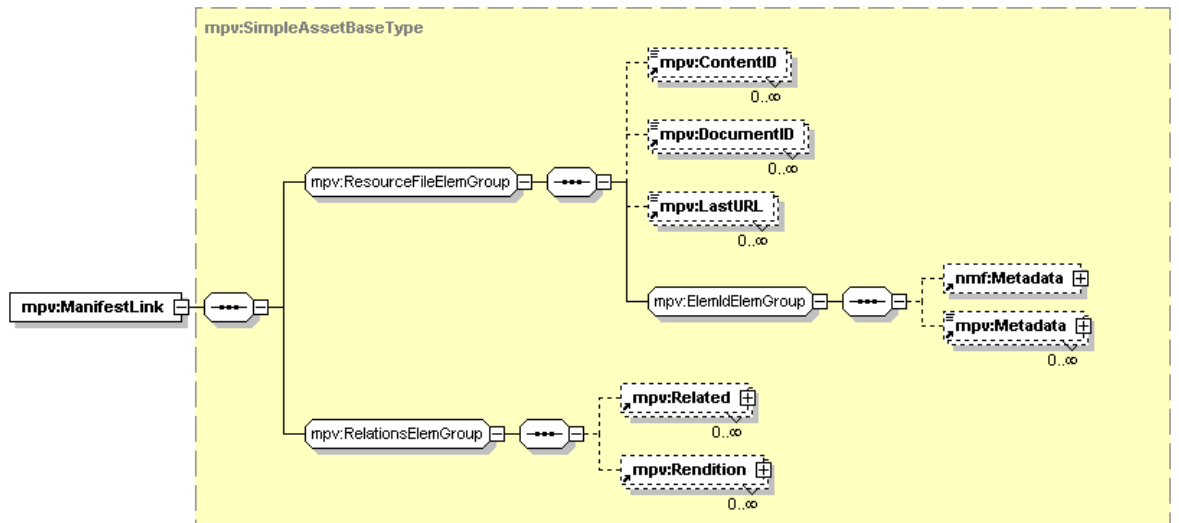 mpv:SimpleAssetBaseType
mpv:ContentID
0..∞
mpv:DocumentID
0..∞
mpv:ResourceFileElemGroup
mpv:LastURL
0..∞
nmf:Metadata
mpv:ManifestLink
mpv:ElemIdElemGroup
mpv:Metadata
0..∞
mpv:Related
0..∞
mpv:RelationsElemGroup
mpv:Rendition
0..∞